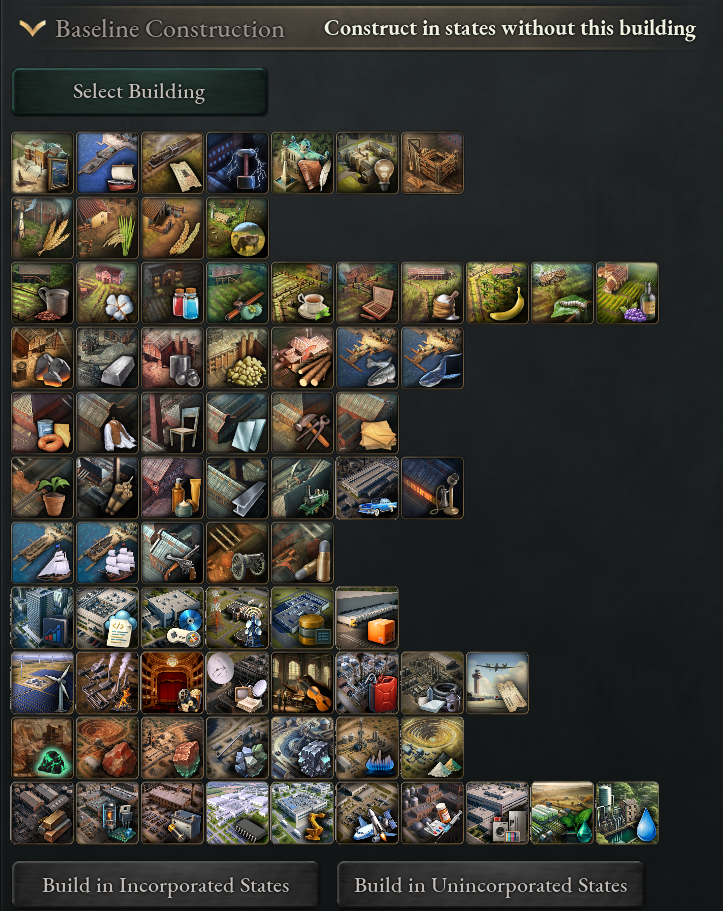 Baseline Construction
Construct in states without this building
Select Building
Build in Incorporated States
Build in Unincorporated States